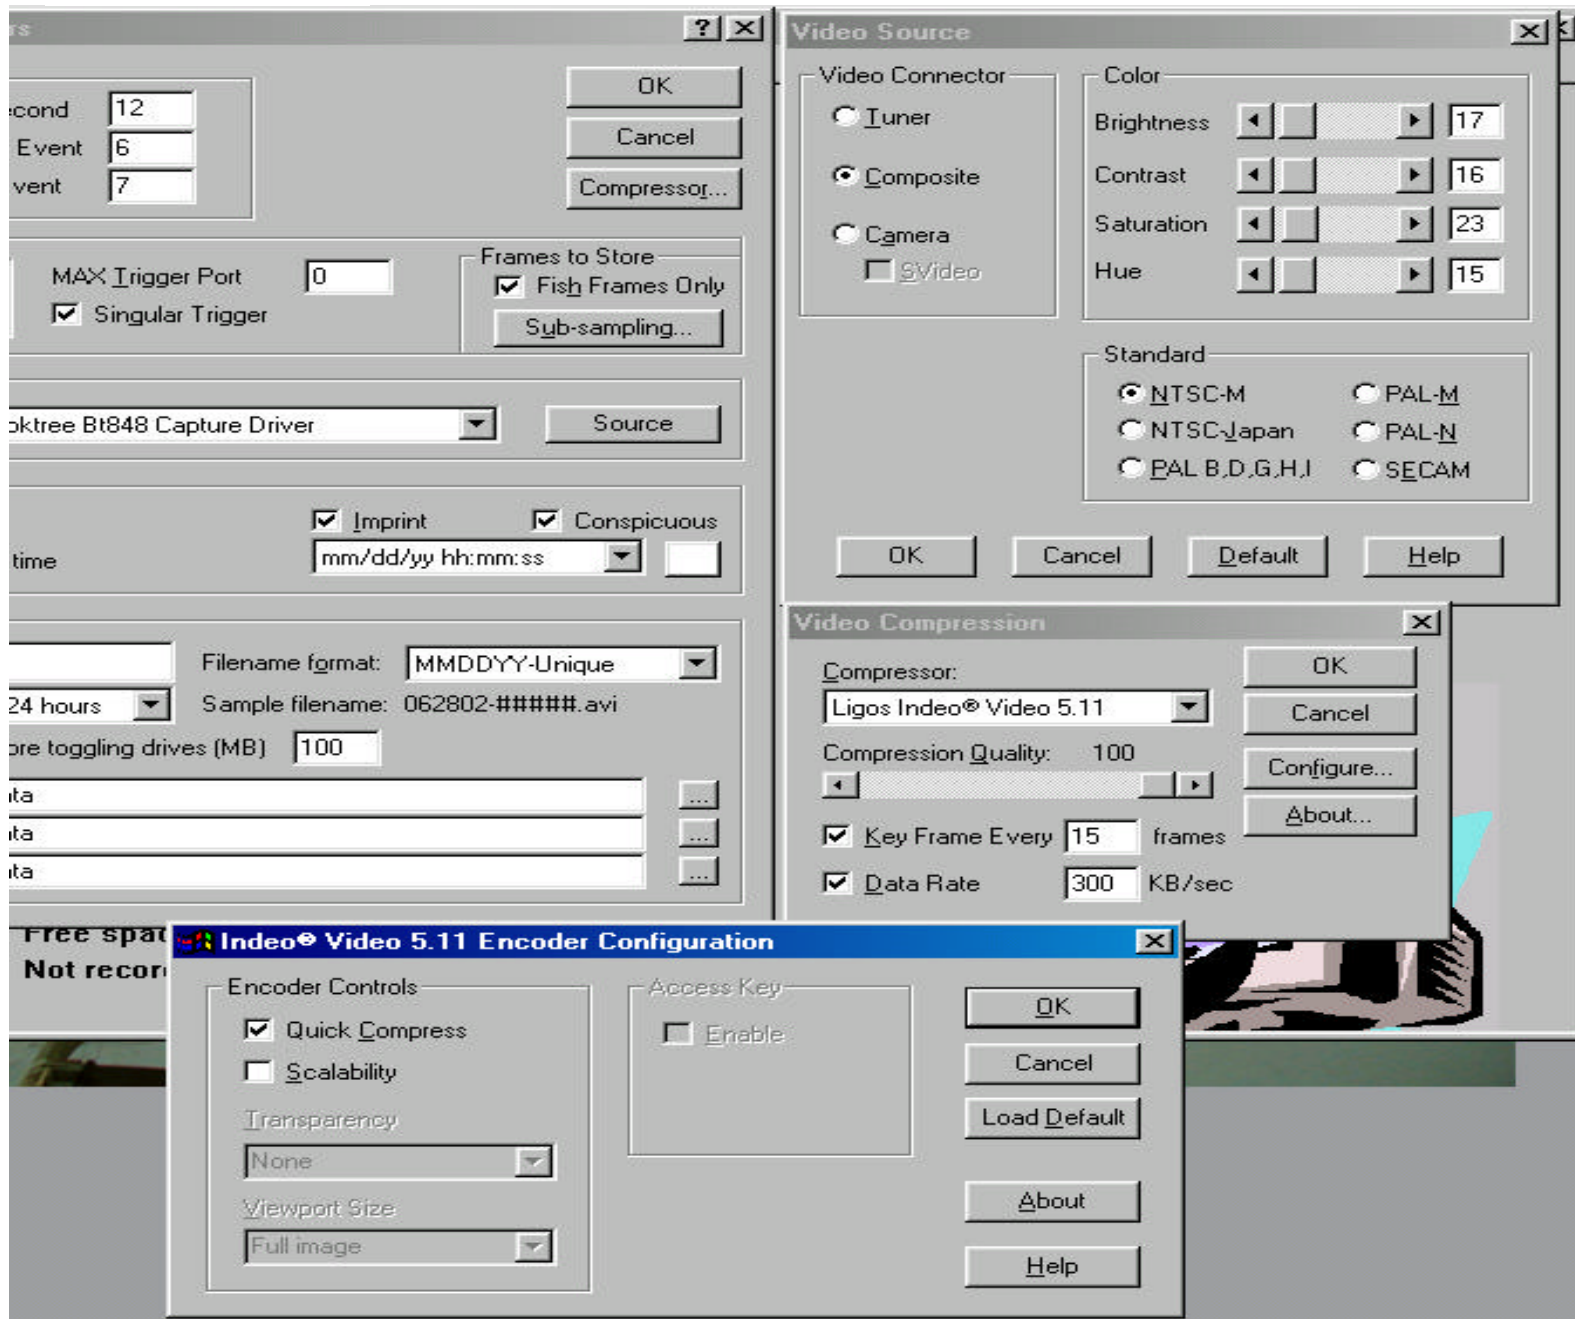 rs
OK
Cancel
Compressor...
econd 12
Event 6
vent 7
MAX Trigger Port 0
Singular Trigger
Frames to Store
Fish Frames Only
Sub-sampling...
oktree Bt848 Capture Driver
Source
Imprint
Conspicuous
time
mm/dd/yy hh:mm:ss
Filename format: MMDDYY-Unique
24 hours
Sample filename: 062802-#####.avi
ore toggling drives (MB) 100
ata
...
ata
...
ata
...
Free spac
Not recor
Video Source
Video Connector
Tuner
Composite
Camera
SVideo
Color
Brightness 17
Contrast 16
Saturation 23
Hue 15
Standard
NTSC-M PAL-M
NTSC-Japan PAL-N
PAL B,D,G,H,I SECAM
OK Cancel Default Help
Video Compression
Compressor:
Ligos Indeo® Video 5.11
Compression Quality: 100
Key Frame Every 15 frames
Data Rate 300 KB/sec
OK
Cancel
Configure...
About...
Indeo® Video 5.11 Encoder Configuration
Encoder Controls
Quick Compress
Scalability
Transparency
None
Viewport Size
Full image
Access Key
Enable
OK
Cancel
Load Default
About
Help